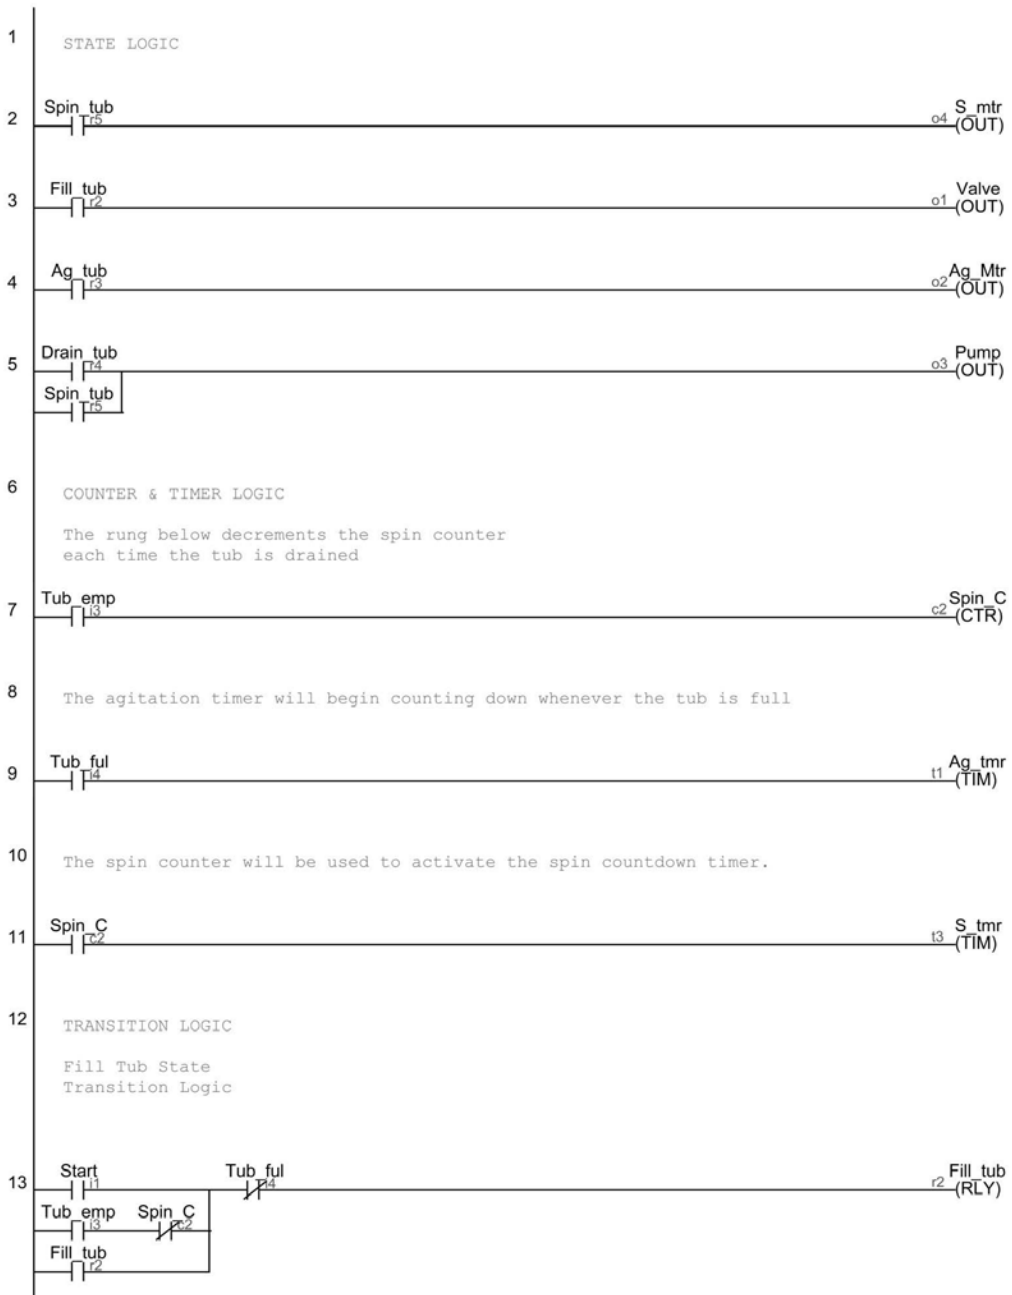 1
STATE LOGIC
Spin_tub S_mtr
2 r5 o4 (OUT)
Fill_tub Valve
3 r2 o1 (OUT)
Ag_tub Ag_Mtr
4 r3 o2 (OUT)
Drain_tub Pump
5 r4 o3 (OUT)
Spin_tub
r5
6
COUNTER & TIMER LOGIC
The rung below decrements the spin counter
each time the tub is drained
Tub_emp Spin_C
7 i3 c2 (CTR)
8
The agitation timer will begin counting down whenever the tub is full
Tub_ful Ag_tmr
9 i4 t1 (TIM)
10
The spin counter will be used to activate the spin countdown timer.
Spin_C S_tmr
11 c2 t3 (TIM)
12
TRANSITION LOGIC
Fill Tub State
Transition Logic
Start Tub_ful Fill_tub
13 i1 i4 r2 (RLY)
Tub_emp Spin_C
i3 c2
Fill_tub
r2